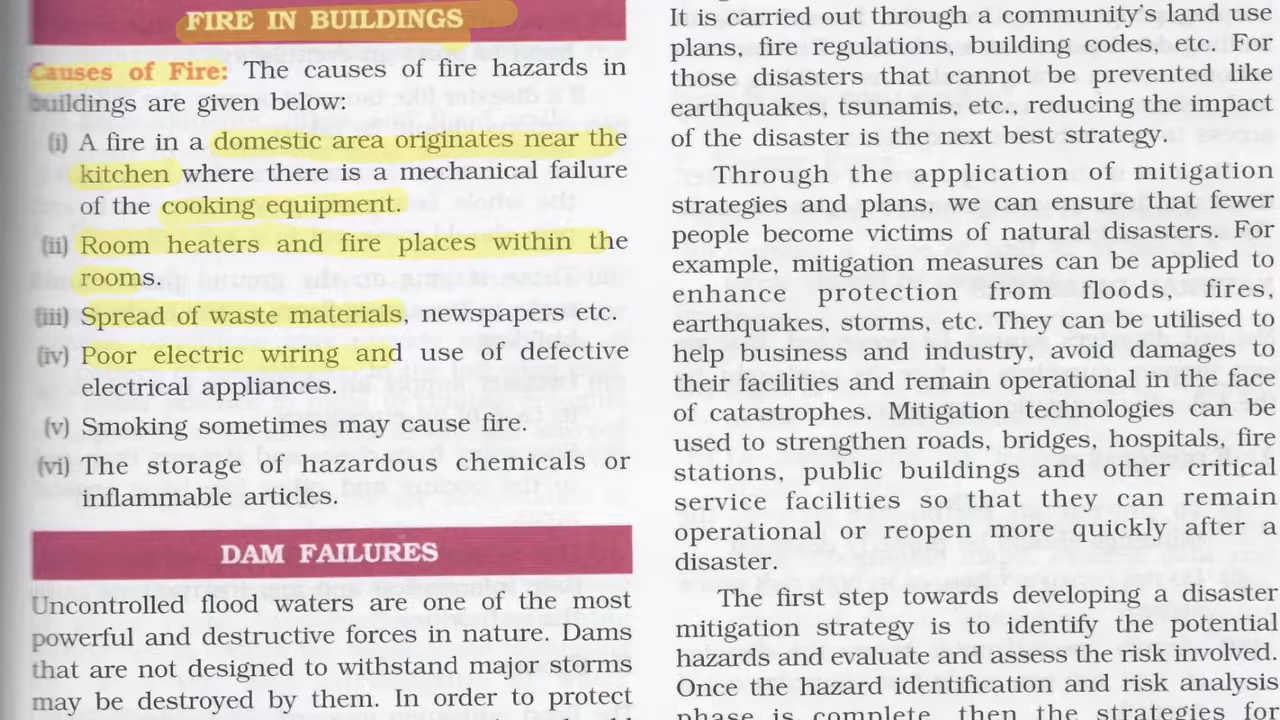 FIRE IN BUILDINGS
Causes of Fire: The causes of fire hazards in
buildings are given below:
(i) A fire in a domestic area originates near the
kitchen where there is a mechanical failure
of the cooking equipment.
(ii) Room heaters and fire places within the
rooms.
(iii) Spread of waste materials, newspapers etc.
(iv) Poor electric wiring and use of defective
electrical appliances.
(v) Smoking sometimes may cause fire.
(vi) The storage of hazardous chemicals or
inflammable articles.
DAM FAILURES
Uncontrolled flood waters are one of the most
powerful and destructive forces in nature. Dams
that are not designed to withstand major storms
may be destroyed by them. In order to protect
It is carried out through a community's land use
plans, fire regulations, building codes, etc. For
those disasters that cannot be prevented like
earthquakes, tsunamis, etc., reducing the impact
of the disaster is the next best strategy.
Through the application of mitigation
strategies and plans, we can ensure that fewer
people become victims of natural disasters. For
example, mitigation measures can be applied to
enhance protection from floods, fires,
earthquakes, storms, etc. They can be utilised to
help business and industry, avoid damages to
their facilities and remain operational in the face
of catastrophes. Mitigation technologies can be
used to strengthen roads, bridges, hospitals, fire
stations, public buildings and other critical
service facilities so that they can remain
operational or reopen more quickly after a
disaster.
The first step towards developing a disaster
mitigation strategy is to identify the potential
hazards and evaluate and assess the risk involved.
Once the hazard identification and risk analysis
phase is complete, then the strategies for